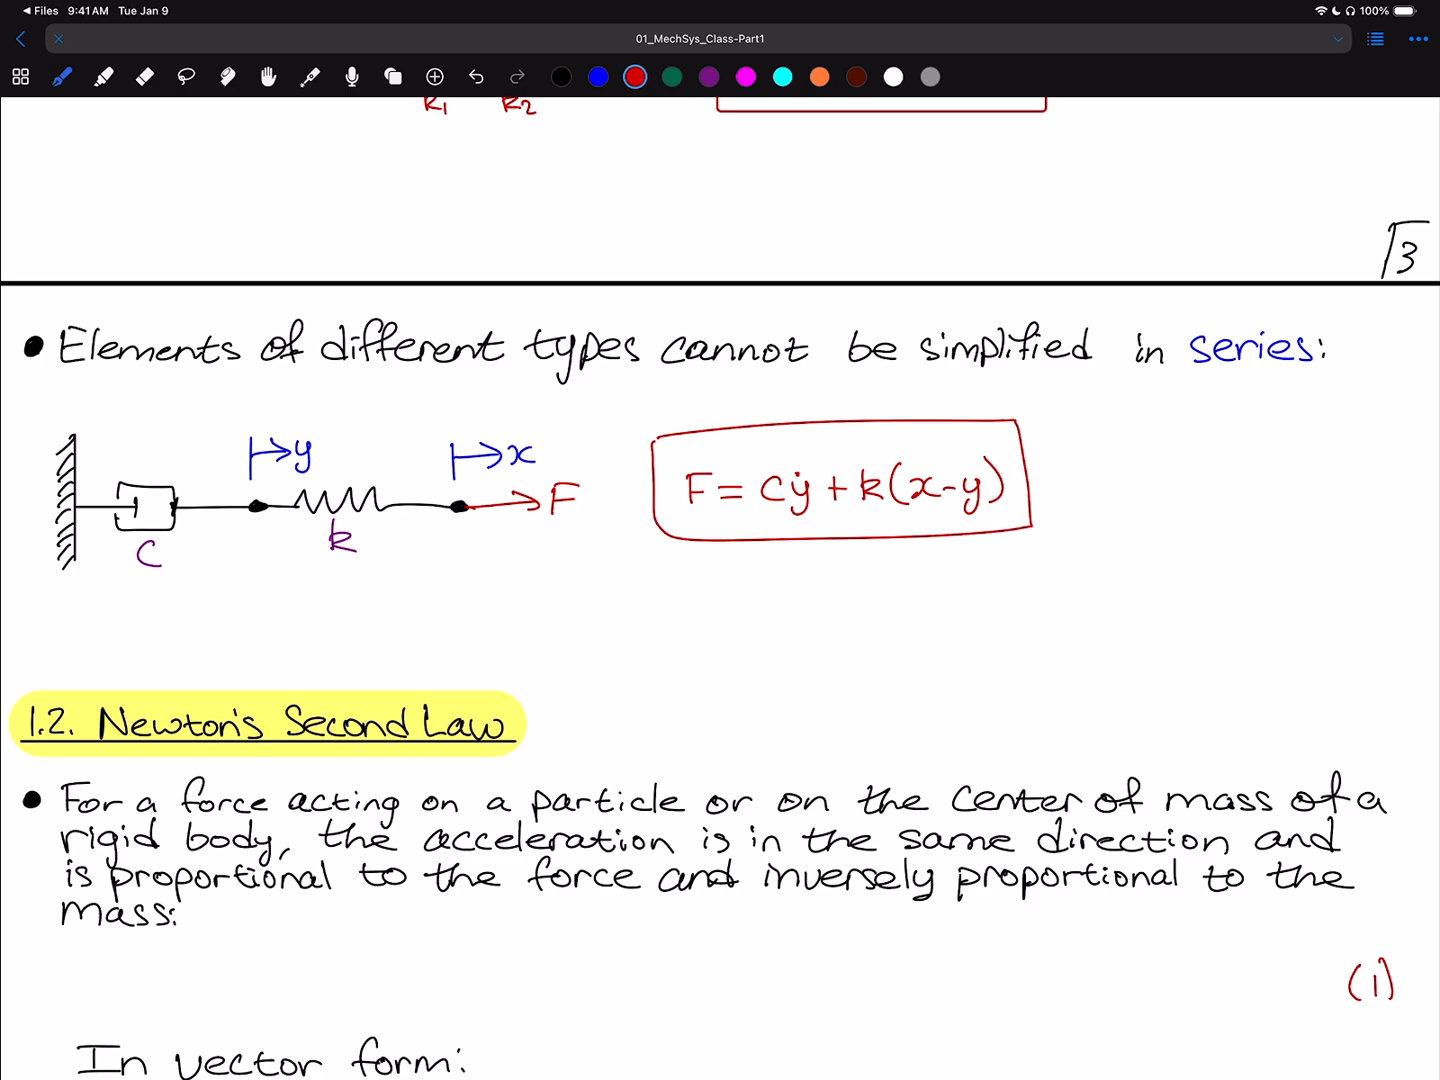 Files 9:41 AM Tue Jan 9
100%
01_MechSys_Class-Part1
k₁ k₂
3
• Elements of different types cannot be simplified in series:
y
x
F
C
k
F = cẏ + k(x-y)
1.2. Newton's Second Law
• For a force acting on a particle or on the center of mass of a
rigid body, the acceleration is in the same direction and
is proportional to the force and inversely proportional to the
mass:
(1)
In vector form: